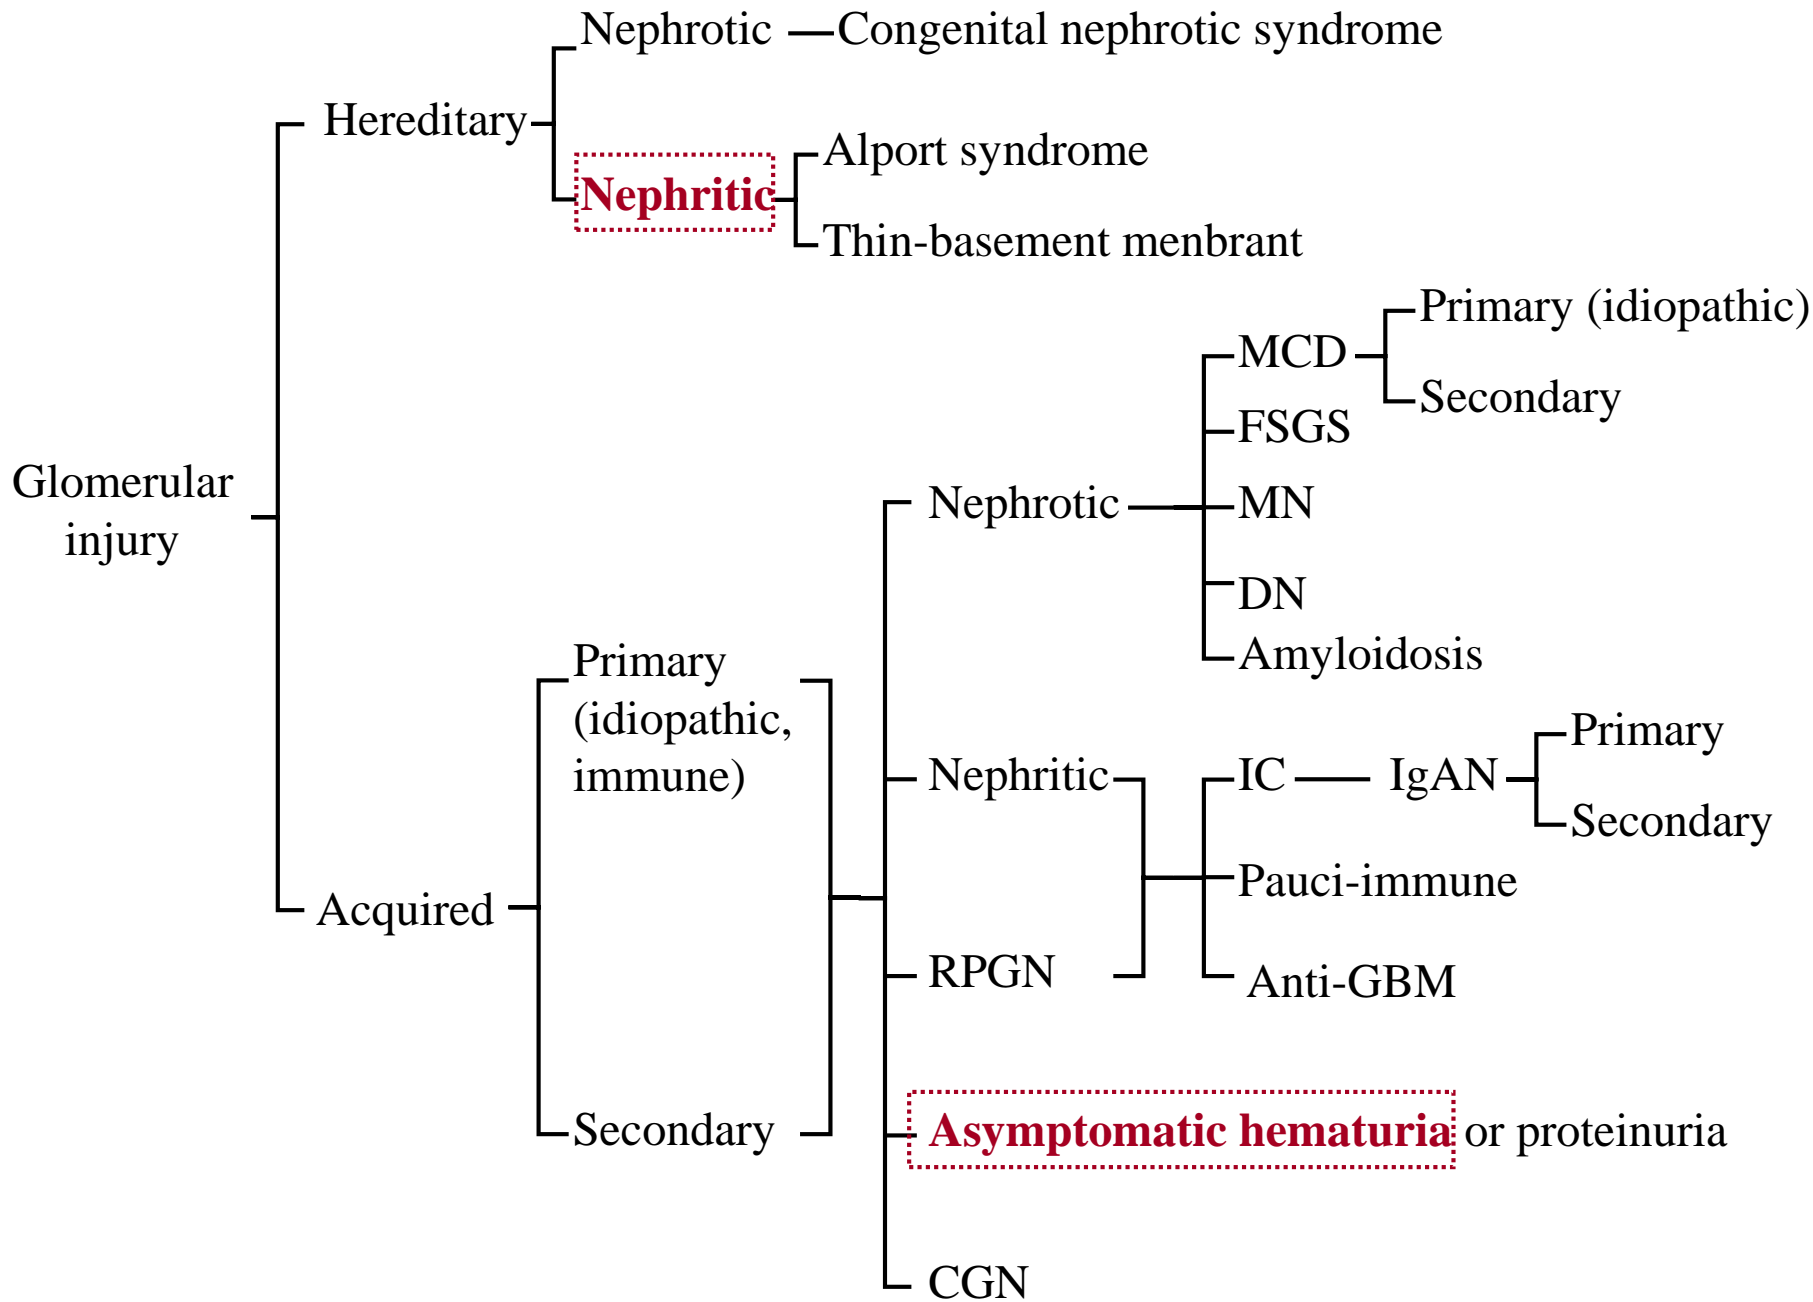 Nephrotic
Congenital nephrotic syndrome
Hereditary
Alport syndrome
Nephritic
Thin-basement menbrant
Primary (idiopathic)
MCD
Secondary
FSGS
Glomerular
injury
Nephrotic
MN
DN
Amyloidosis
Primary
(idiopathic,
immune)
Primary
Nephritic
IC
IgAN
Secondary
Pauci-immune
Acquired
RPGN
Anti-GBM
Secondary
Asymptomatic hematuria or proteinuria
CGN